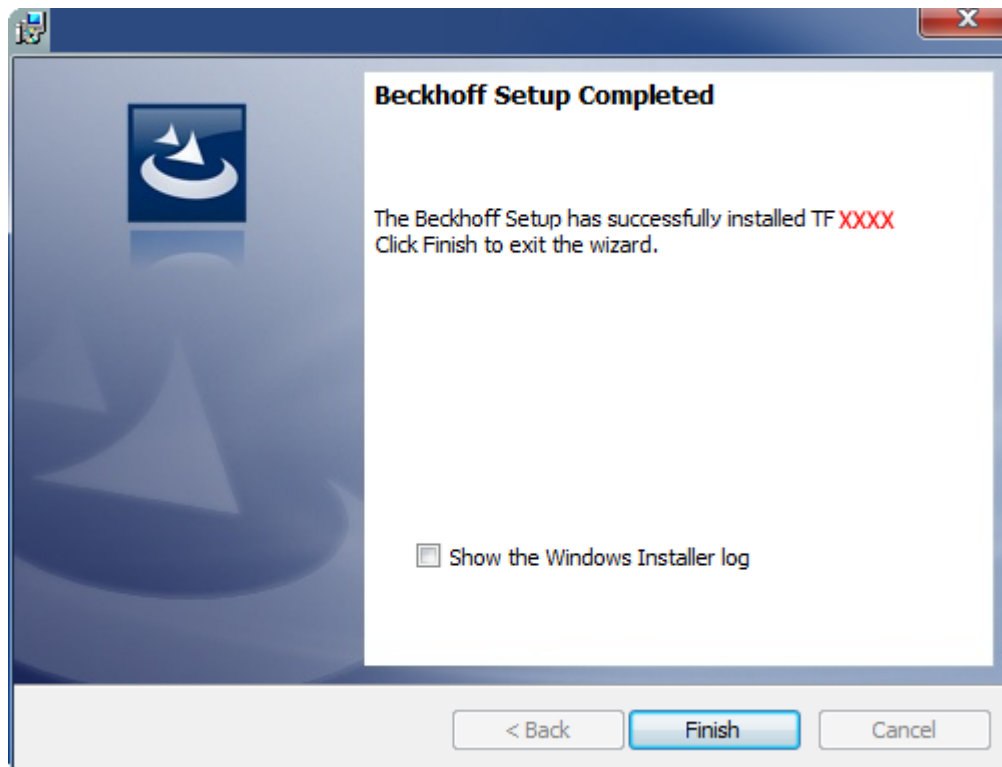 X
Beckhoff Setup Completed
The Beckhoff Setup has successfully installed TF XXXX
Click Finish to exit the wizard.
Show the Windows Installer log
< Back Finish Cancel